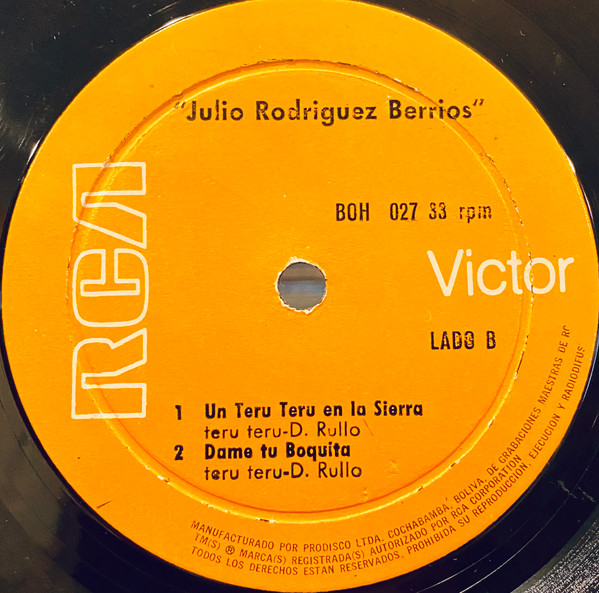 "Julio Rodriguez Berrios"
RCA
BOH 027 33 rpm
Victor
LADO B
1 Un Teru Teru en la Sierra
teru teru-D. Rullo
2 Dame tu Boquita
teru teru-D. Rullo
MANUFACTURADO POR PRODISCO LTDA. COCHABAMBA, BOLIVA, DE GRABACIONES MAESTRAS DE RC
TM(S) ® MARCA(S) REGISTRADA(S) AUTORIZADO POR RCA CORPORATION
TODOS LOS DERECHOS ESTAN RESERVADOS, PROHIBIDA SU REPRODUCCION, EJECUCION Y RADIODIFUS